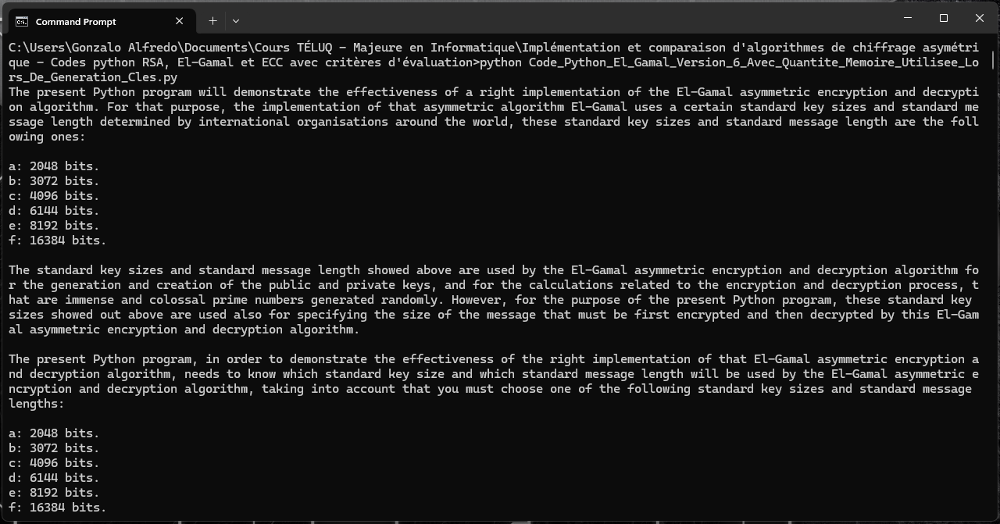 Command Prompt
C:\Users\Gonzalo Alfredo\Documents\Cours TÉLUQ - Majeure en Informatique\Implémentation et comparaison d'algorithmes de chiffrage asymétri
que - Codes python RSA, El-Gamal et ECC avec critères d'évaluation>python Code_Python_El_Gamal_Version_6_Avec_Quantite_Memoire_Utilisee_Lo
rs_De_Generation_Cles.py
The present Python program will demonstrate the effectiveness of a right implementation of the El-Gamal asymmetric encryption and decrypti
on algorithm. For that purpose, the implementation of that asymmetric algorithm El-Gamal uses a certain standard key sizes and standard me
ssage length determined by international organisations around the world, these standard key sizes and standard message length are the foll
owing ones:
a: 2048 bits.
b: 3072 bits.
c: 4096 bits.
d: 6144 bits.
e: 8192 bits.
f: 16384 bits.
The standard key sizes and standard message length showed above are used by the El-Gamal asymmetric encryption and decryption algorithm fo
r the generation and creation of the public and private keys, and for the calculations related to the encryption and decryption process, t
hat are immense and colossal prime numbers generated randomly. However, for the purpose of the present Python program, these standard key
sizes showed out above are used also for specifying the size of the message that must be first encrypted and then decrypted by this El-Gam
al asymmetric encryption and decryption algorithm.
The present Python program, in order to demonstrate the effectiveness of the right implementation of that El-Gamal asymmetric encryption a
nd decryption algorithm, needs to know which standard key size and which standard message length will be used by the El-Gamal asymmetric e
ncryption and decryption algorithm, taking into account that you must choose one of the following standard key sizes and standard message
lengths:
a: 2048 bits.
b: 3072 bits.
c: 4096 bits.
d: 6144 bits.
e: 8192 bits.
f: 16384 bits.